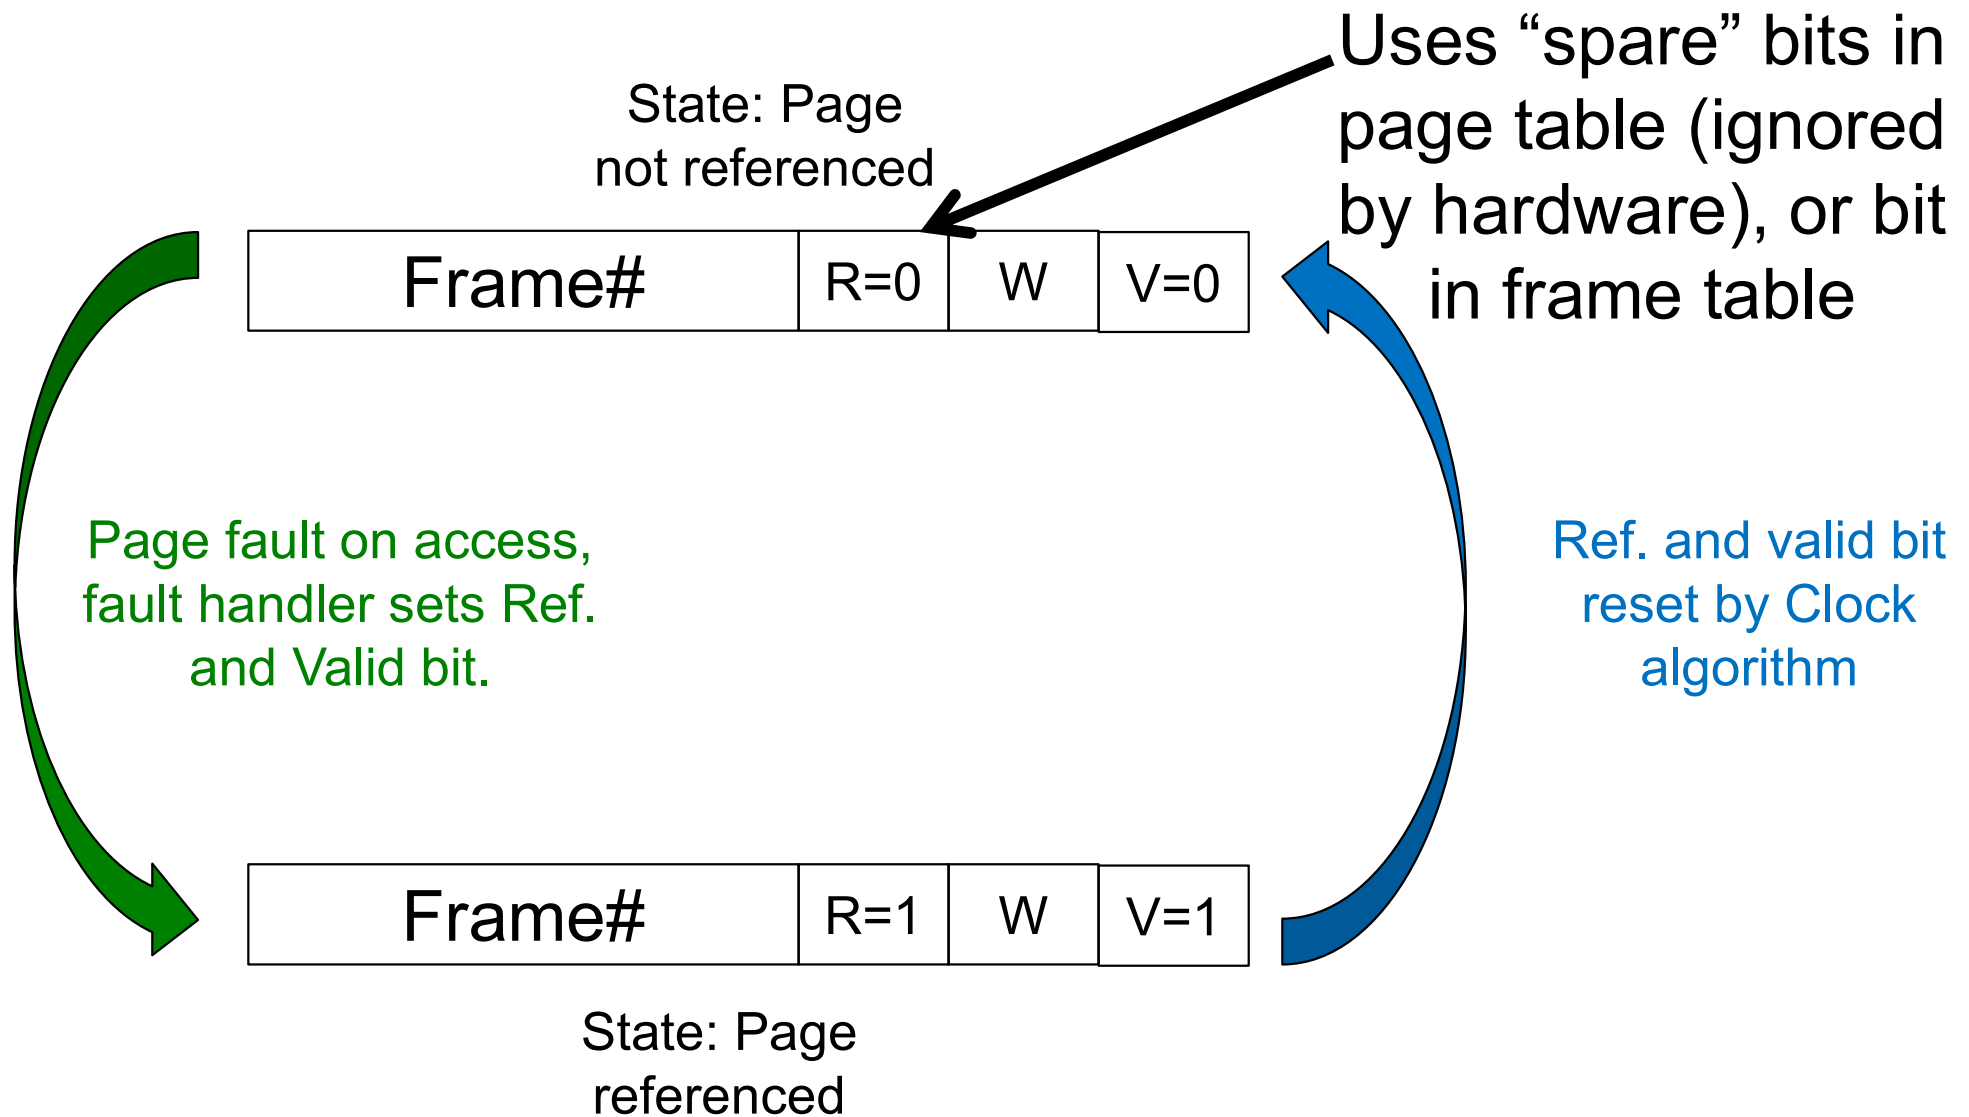 Uses “spare” bits in
page table (ignored
by hardware), or bit
in frame table
State: Page
not referenced
Frame# R=0 W V=0
Page fault on access,
fault handler sets Ref.
and Valid bit.
Ref. and valid bit
reset by Clock
algorithm
Frame# R=1 W V=1
State: Page
referenced